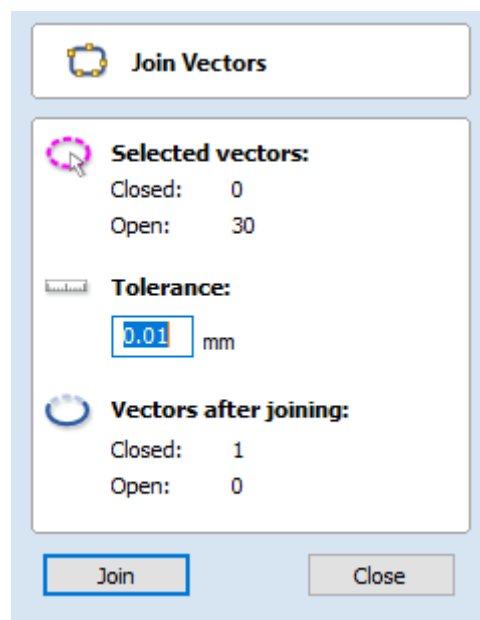 Join Vectors
Selected vectors:
Closed: 0
Open: 30
Tolerance:
0.01 mm
Vectors after joining:
Closed: 1
Open: 0
Join Close